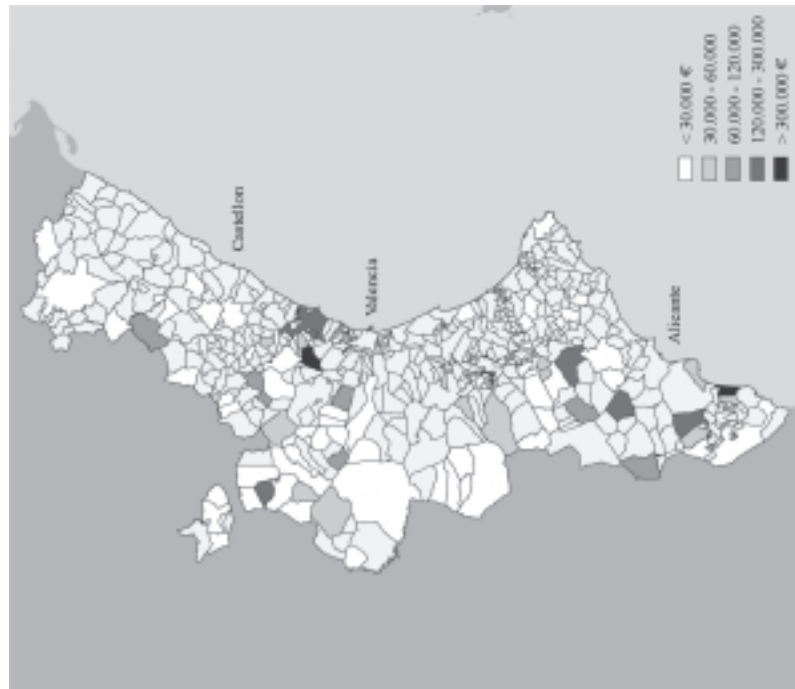 Castellon
Valencia
Alicante
< 30.000 €
30.000 - 60.000
60.000 - 120.000
120.000 - 300.000
> 300.000 €